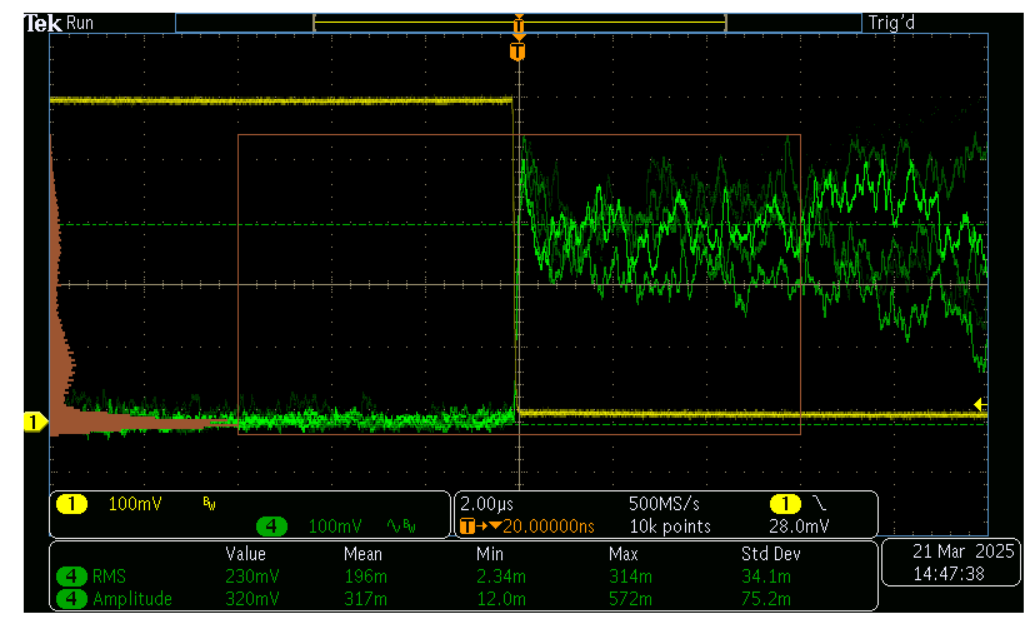 Tek Run Trig'd
T
T
1
1 100mV BW 2.00µs 500MS/s 1
4 100mV BW T→▼20.00000ns 10k points 28.0mV
Value Mean Min Max Std Dev
4 RMS 230mV 196m 2.34m 314m 34.1m
4 Amplitude 320mV 317m 12.0m 572m 75.2m
21 Mar 2025
14:47:38